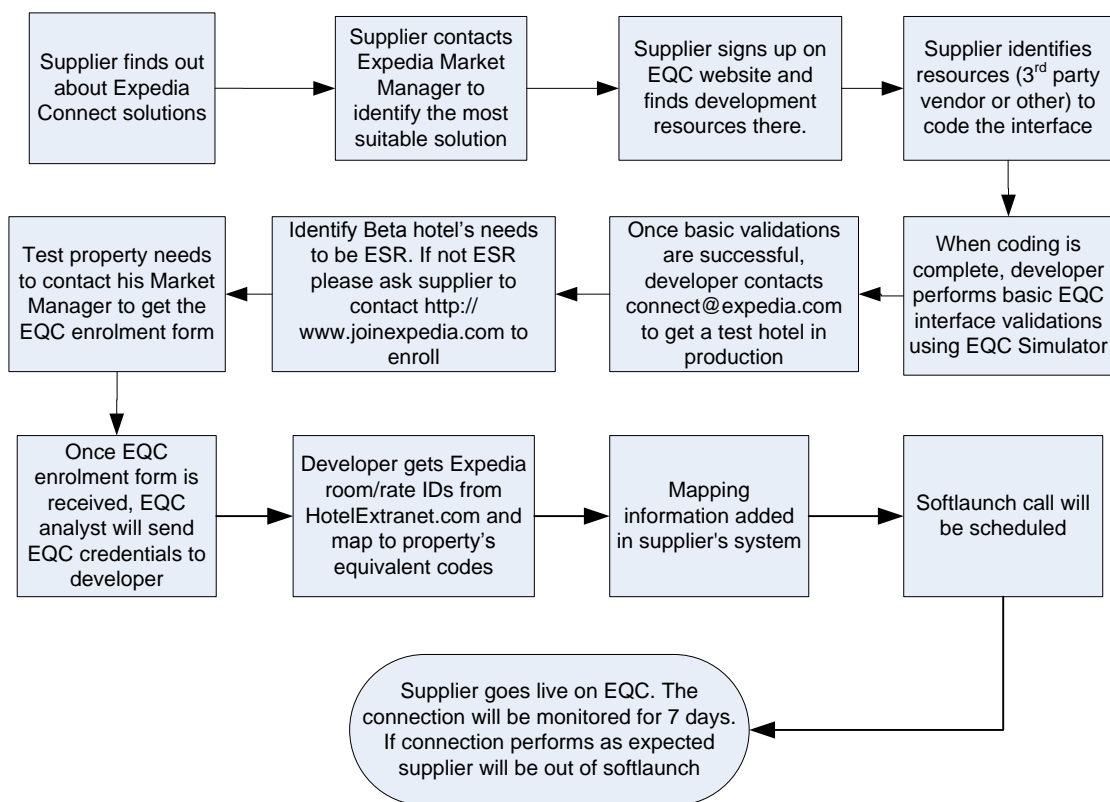 Supplier finds out
about Expedia
Connect solutions
Supplier contacts
Expedia Market
Manager to
identify the most
suitable solution
Supplier signs up on
EQC website and
finds development
resources there.
Supplier identifies
resources (3rd party
vendor or other) to
code the interface
When coding is
complete, developer
performs basic EQC
interface validations
using EQC Simulator
Once basic validations
are successful,
developer contacts
connect@expedia.com
to get a test hotel in
production
Identify Beta hotel's needs
to be ESR. If not ESR
please ask supplier to
contact http://
www.joinexpedia.com to
enroll
Test property needs
to contact his Market
Manager to get the
EQC enrolment form
Once EQC
enrolment form is
received, EQC
analyst will send
EQC credentials to
developer
Developer gets Expedia
room/rate IDs from
HotelExtranet.com and
map to property's
equivalent codes
Mapping
information added
in supplier's system
Softlaunch call will
be scheduled
Supplier goes live on EQC. The
connection will be monitored for 7 days.
If connection performs as expected
supplier will be out of softlaunch